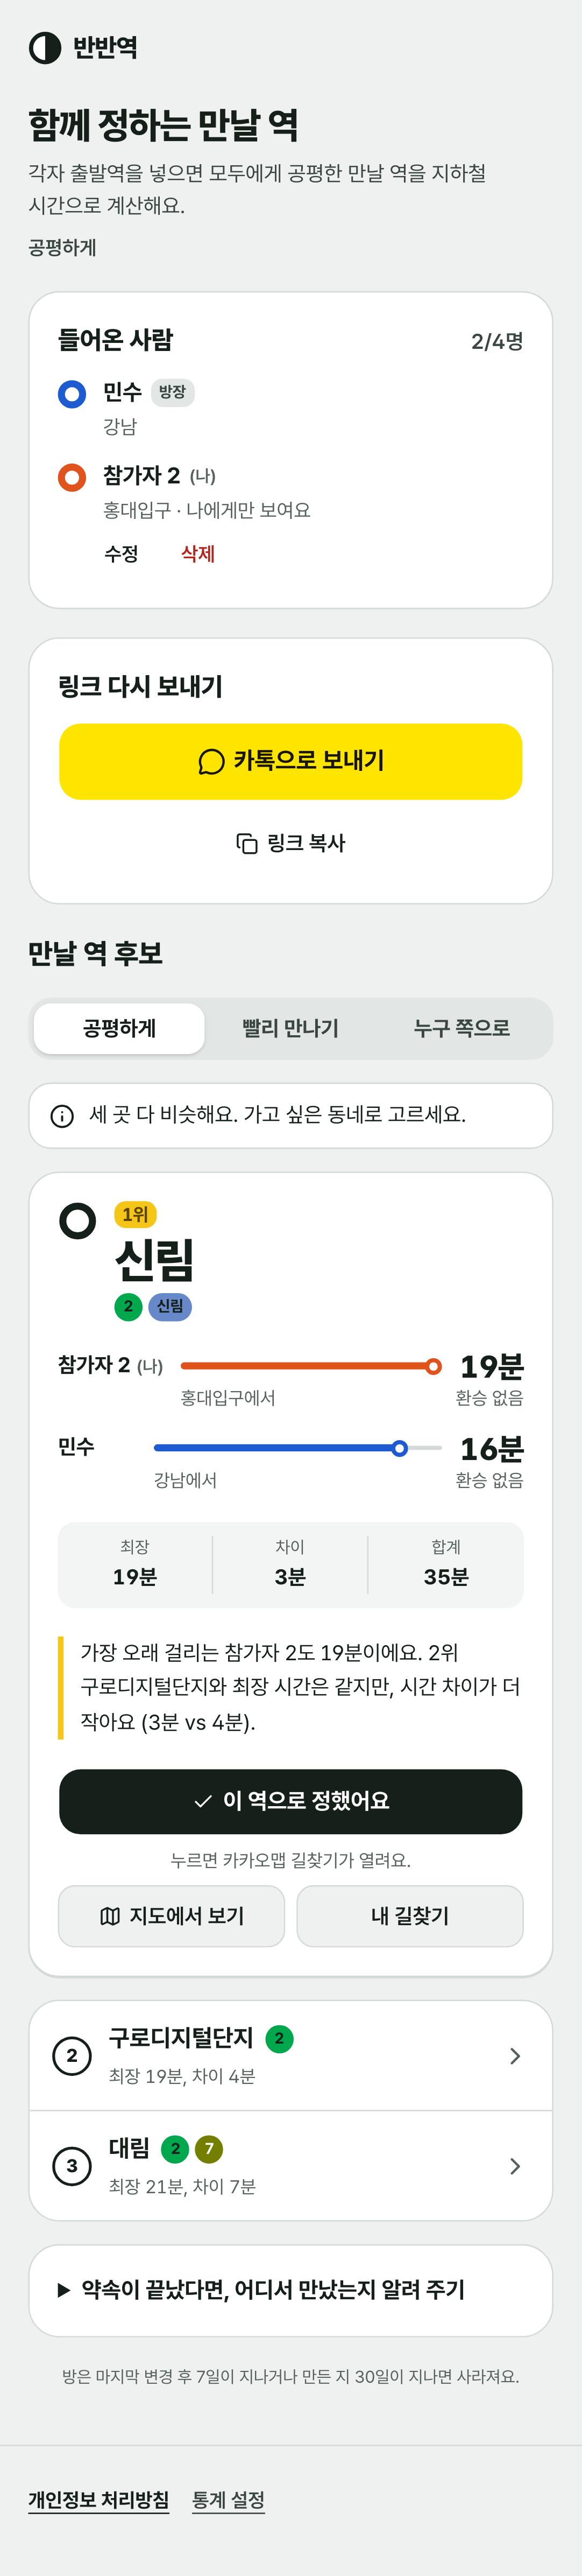 반반역
함께 정하는 만날 역
각자 출발역을 넣으면 모두에게 공평한 만날 역을 지하철
시간으로 계산해요.
공평하게
들어온 사람
2/4명
민수 방장
강남
참가자 2 (나)
홍대입구 · 나에게만 보여요
수정 삭제
링크 다시 보내기
카톡으로 보내기
링크 복사
만날 역 후보
공평하게 빨리 만나기 누구 쪽으로
세 곳 다 비슷해요. 가고 싶은 동네로 고르세요.
1위
신림
2 신림
참가자 2 (나) 19분
홍대입구에서 환승 없음
민수 16분
강남에서 환승 없음
최장 차이 합계
19분 3분 35분
가장 오래 걸리는 참가자 2도 19분이에요. 2위
구로디지털단지와 최장 시간은 같지만, 시간 차이가 더
작아요 (3분 vs 4분).
이 역으로 정했어요
누르면 카카오맵 길찾기가 열려요.
지도에서 보기 내 길찾기
2 구로디지털단지 2
최장 19분, 차이 4분
3 대림 2 7
최장 21분, 차이 7분
▶ 약속이 끝났다면, 어디서 만났는지 알려 주기
방은 마지막 변경 후 7일이 지나거나 만든 지 30일이 지나면 사라져요.
개인정보 처리방침 통계 설정